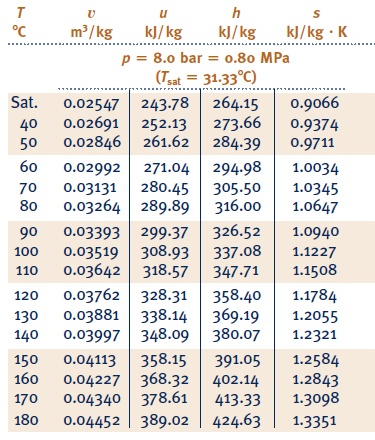 T v u h s
°C m³/kg kJ/kg kJ/kg kJ/kg · K
p = 8.0 bar = 0.80 MPa
(Tsat = 31.33°C)
Sat. 0.02547 243.78 264.15 0.9066
40 0.02691 252.13 273.66 0.9374
50 0.02846 261.62 284.39 0.9711
60 0.02992 271.04 294.98 1.0034
70 0.03131 280.45 305.50 1.0345
80 0.03264 289.89 316.00 1.0647
90 0.03393 299.37 326.52 1.0940
100 0.03519 308.93 337.08 1.1227
110 0.03642 318.57 347.71 1.1508
120 0.03762 328.31 358.40 1.1784
130 0.03881 338.14 369.19 1.2055
140 0.03997 348.09 380.07 1.2321
150 0.04113 358.15 391.05 1.2584
160 0.04227 368.32 402.14 1.2843
170 0.04340 378.61 413.33 1.3098
180 0.04452 389.02 424.63 1.3351